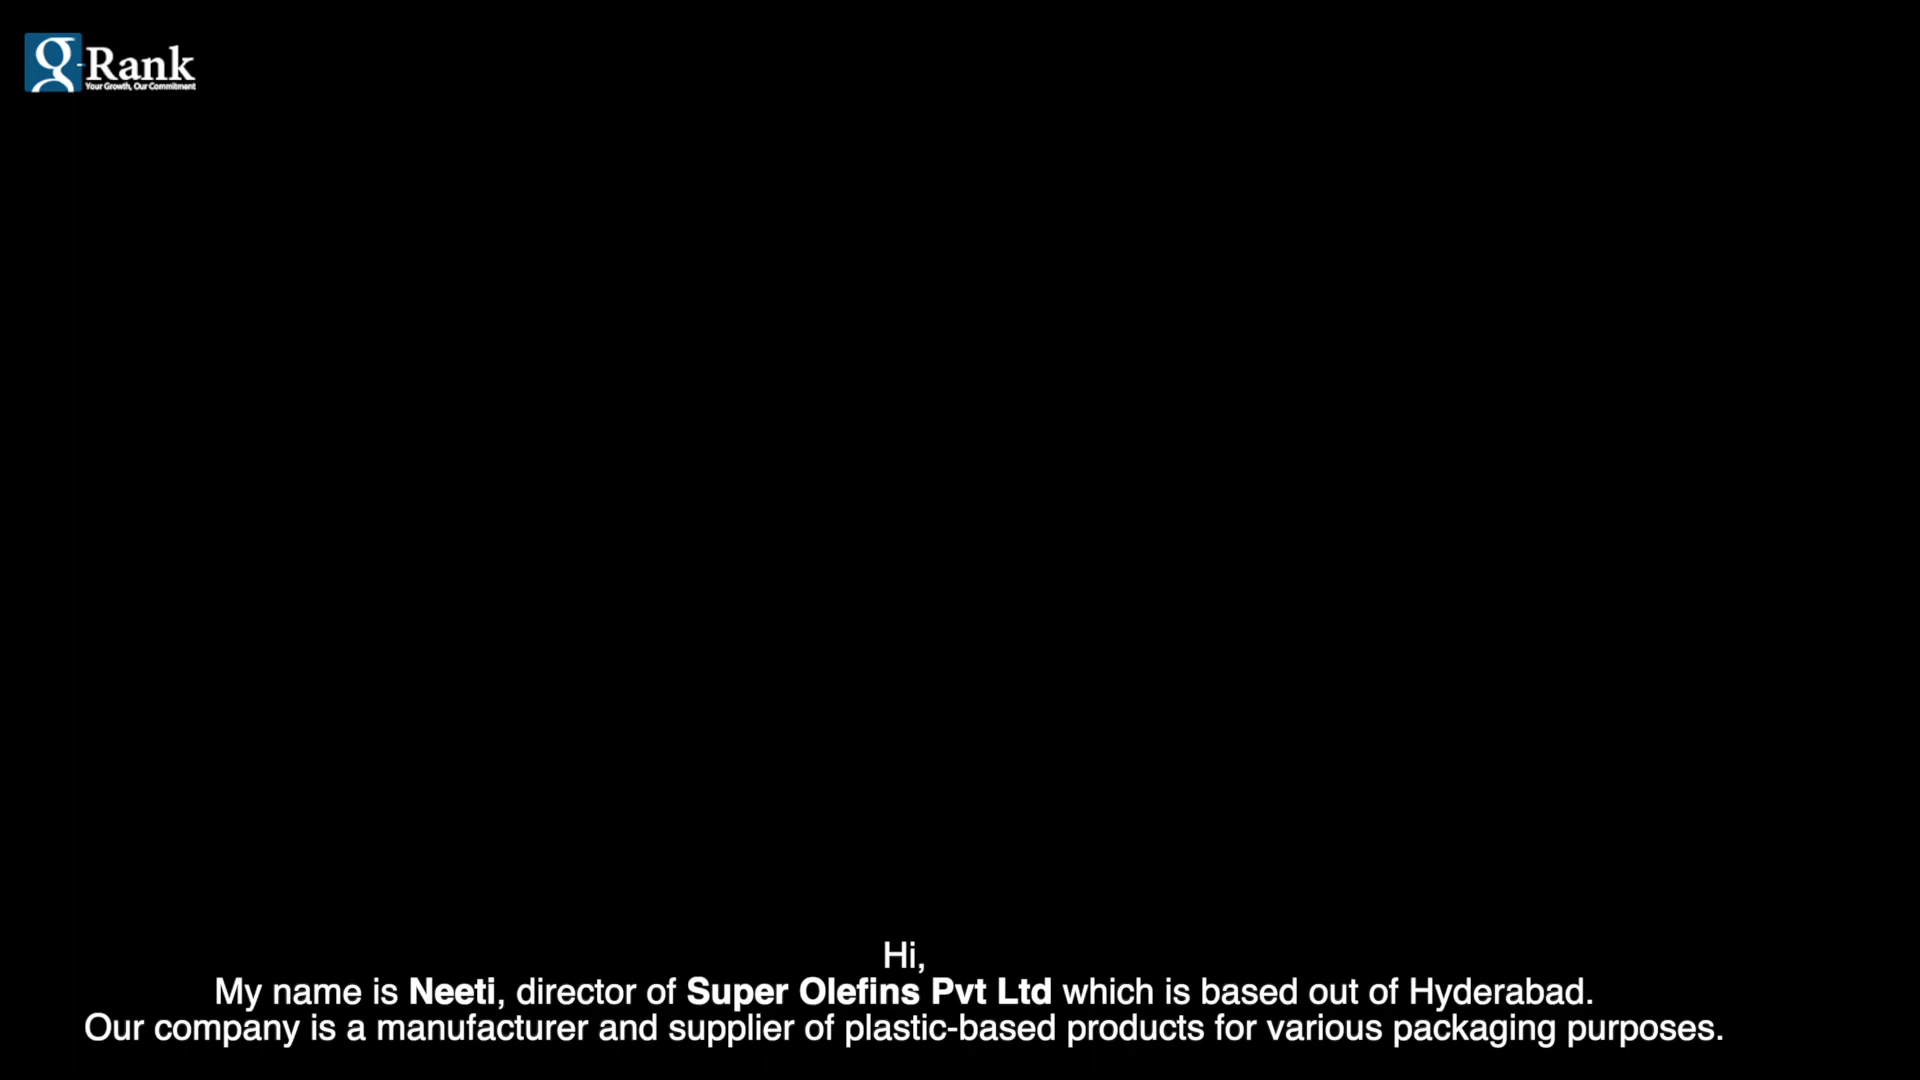 g-Rank
Your Growth, Our Commitment
Hi,
My name is Neeti, director of Super Olefins Pvt Ltd which is based out of Hyderabad.
Our company is a manufacturer and supplier of plastic-based products for various packaging purposes.